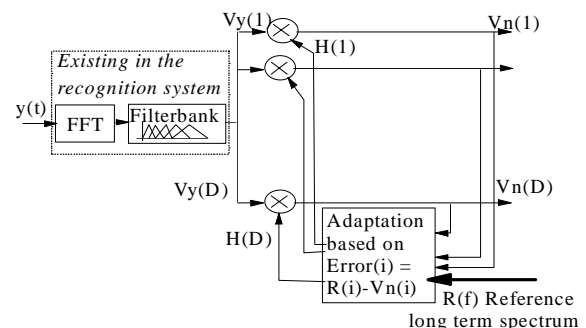 Vy(1)
Vn(1)
H(1)
Existing in the
recognition system
y(t)
FFT
Filterbank
Vy(D)
Vn(D)
H(D)
Adaptation
based on
Error(i) =
R(i)-Vn(i)
R(f) Reference
long term spectrum